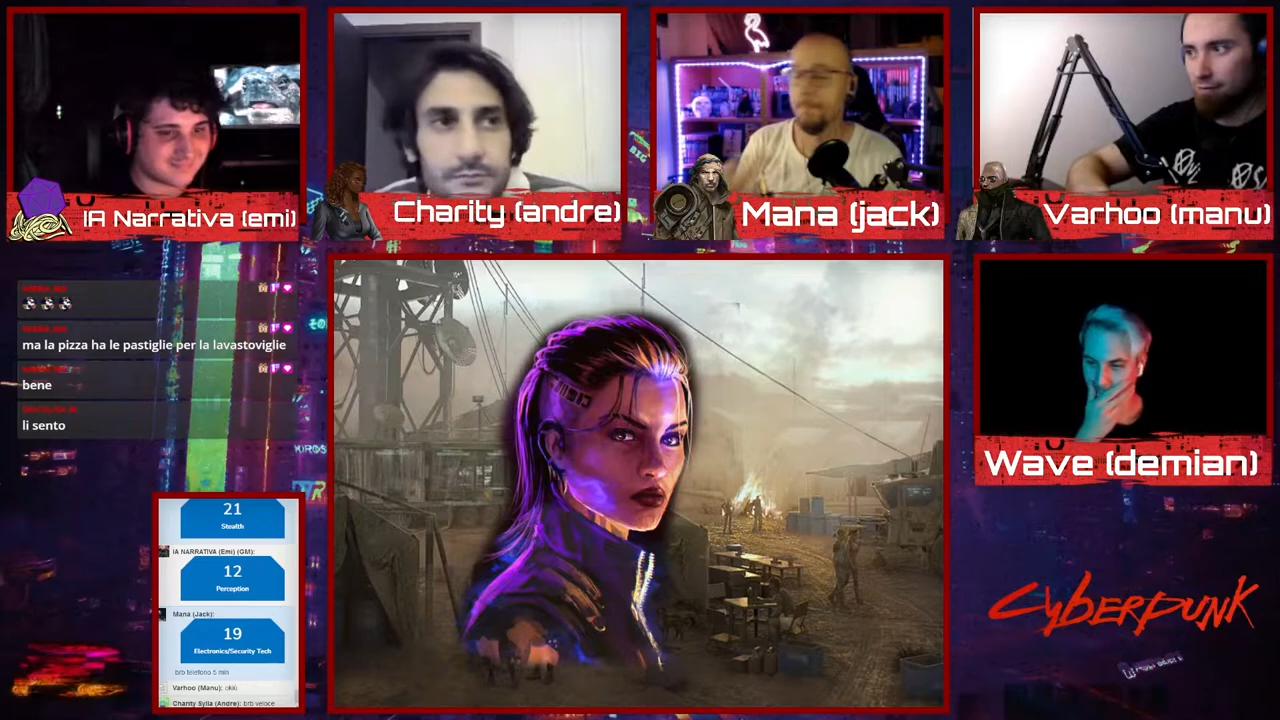 IA Narrativa (emi)
Charity (andre)
Mana (jack)
Varhoo (manu)
ma la pizza ha le pastiglie per la lavastoviglie
bene
li sento
Wave (demian)
21
Stealth
IA NARRATIVA (Emi) (GM):
12
Perception
Mana (Jack):
19
Electronics/Security Tech
brb telefono 5 min
Varhoo (Manu): okiii
Charity Sylla (Andre): brb veloce
CYBERPUNK